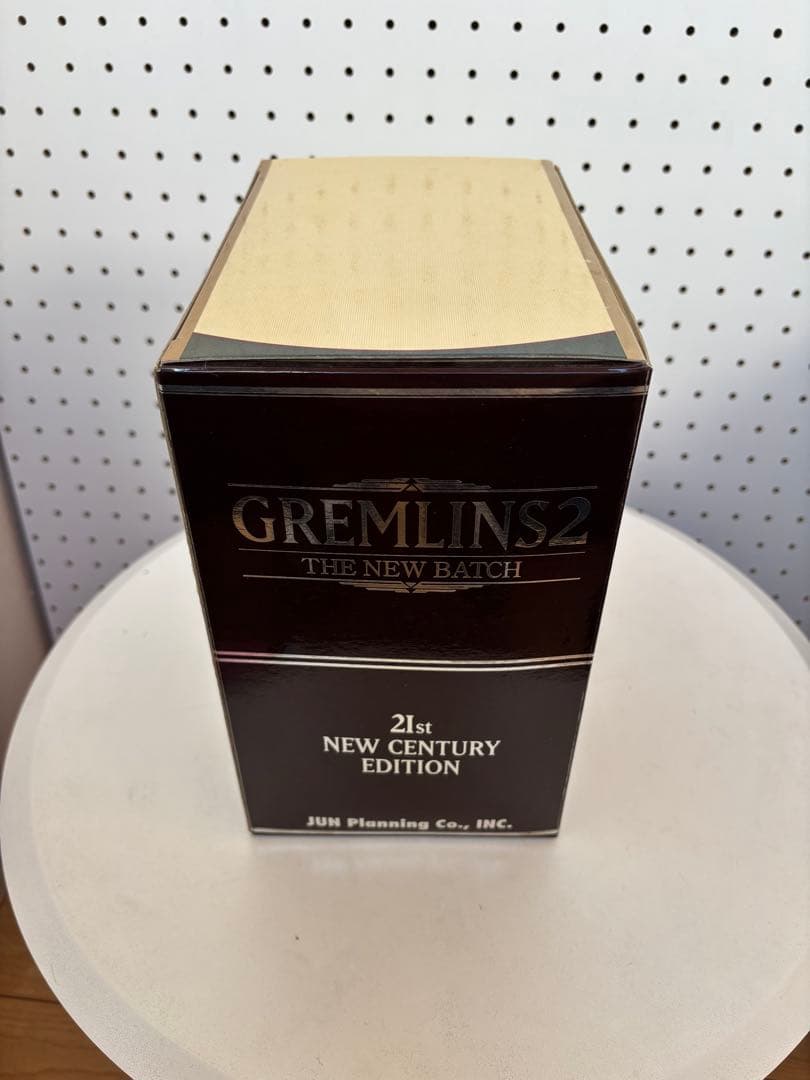 GREMLINS2
THE NEW BATCH
21st
NEW CENTURY
EDITION
JUN Planning Co., INC.